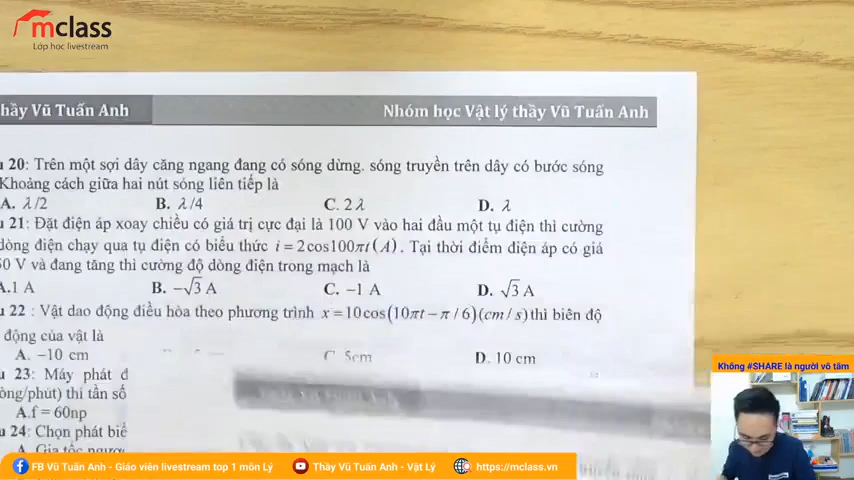 mclass
Lớp học livestream
hầy Vũ Tuấn Anh
Nhóm học Vật lý thầy Vũ Tuấn Anh
20: Trên một sợi dây căng ngang đang có sóng dừng. sóng truyền trên dây có bước sóng
Khoảng cách giữa hai nút sóng liên tiếp là
A. λ/2 B. λ/4 C. 2λ D. λ
21: Đặt điện áp xoay chiều có giá trị cực đại là 100 V vào hai đầu một tụ điện thì cường
dòng điện chạy qua tụ điện có biểu thức i = 2cos100πt(A). Tại thời điểm điện áp có giá
50 V và đang tăng thì cường độ dòng điện trong mạch là
A.1 A B. −√3 A C. −1 A D. √3 A
u 22 : Vật dao động điều hòa theo phương trình x = 10cos(10πt − π/6)(cm/s) thì biên độ
động của vật là
A. −10 cm C. 5cm D. 10 cm
u 23: Máy phát đ
òng/phút) thì tần số
A.f = 60np
u 24: Chọn phát biể
A. Gia tốc
Không #SHARE là người vô tâm
FB Vũ Tuấn Anh - Giáo viên livestream top 1 môn Lý
Thầy Vũ Tuấn Anh - Vật Lý
https://mclass.vn